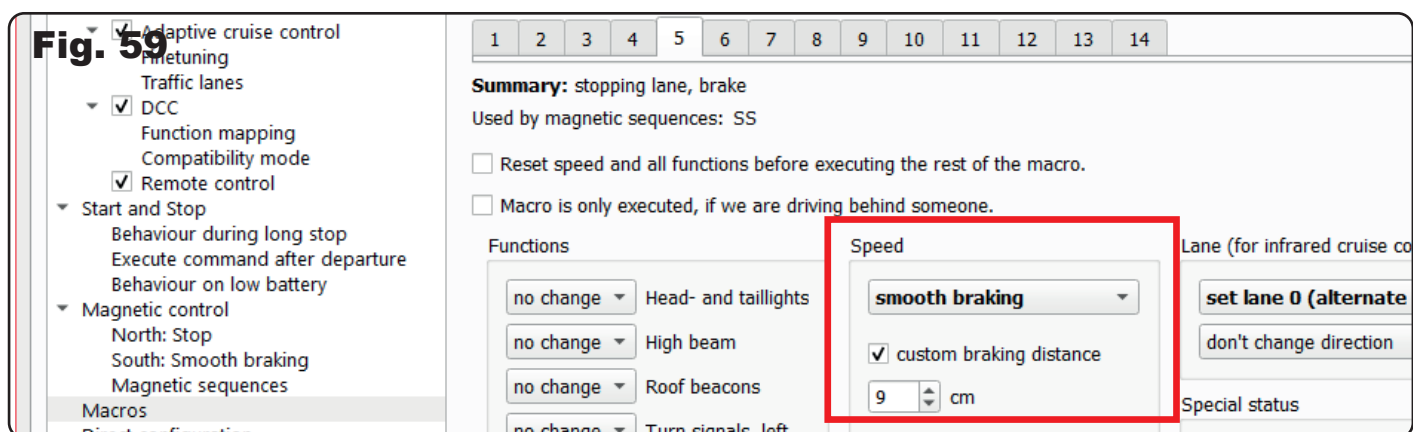 Fig. 59
Adaptive cruise control
Finetuning
Traffic lanes
DCC
Function mapping
Compatibility mode
Remote control
Start and Stop
Behaviour during long stop
Execute command after departure
Behaviour on low battery
Magnetic control
North: Stop
South: Smooth braking
Magnetic sequences
Macros
Direct configuration
1 2 3 4 5 6 7 8 9 10 11 12 13 14
Summary: stopping lane, brake
Used by magnetic sequences: SS
Reset speed and all functions before executing the rest of the macro.
Macro is only executed, if we are driving behind someone.
Functions
no change Head- and taillights
no change High beam
no change Roof beacons
no change Turn signals, left
Speed
smooth braking
custom braking distance
9 cm
Lane (for infrared cruise co
set lane 0 (alternate
don't change direction
Special status